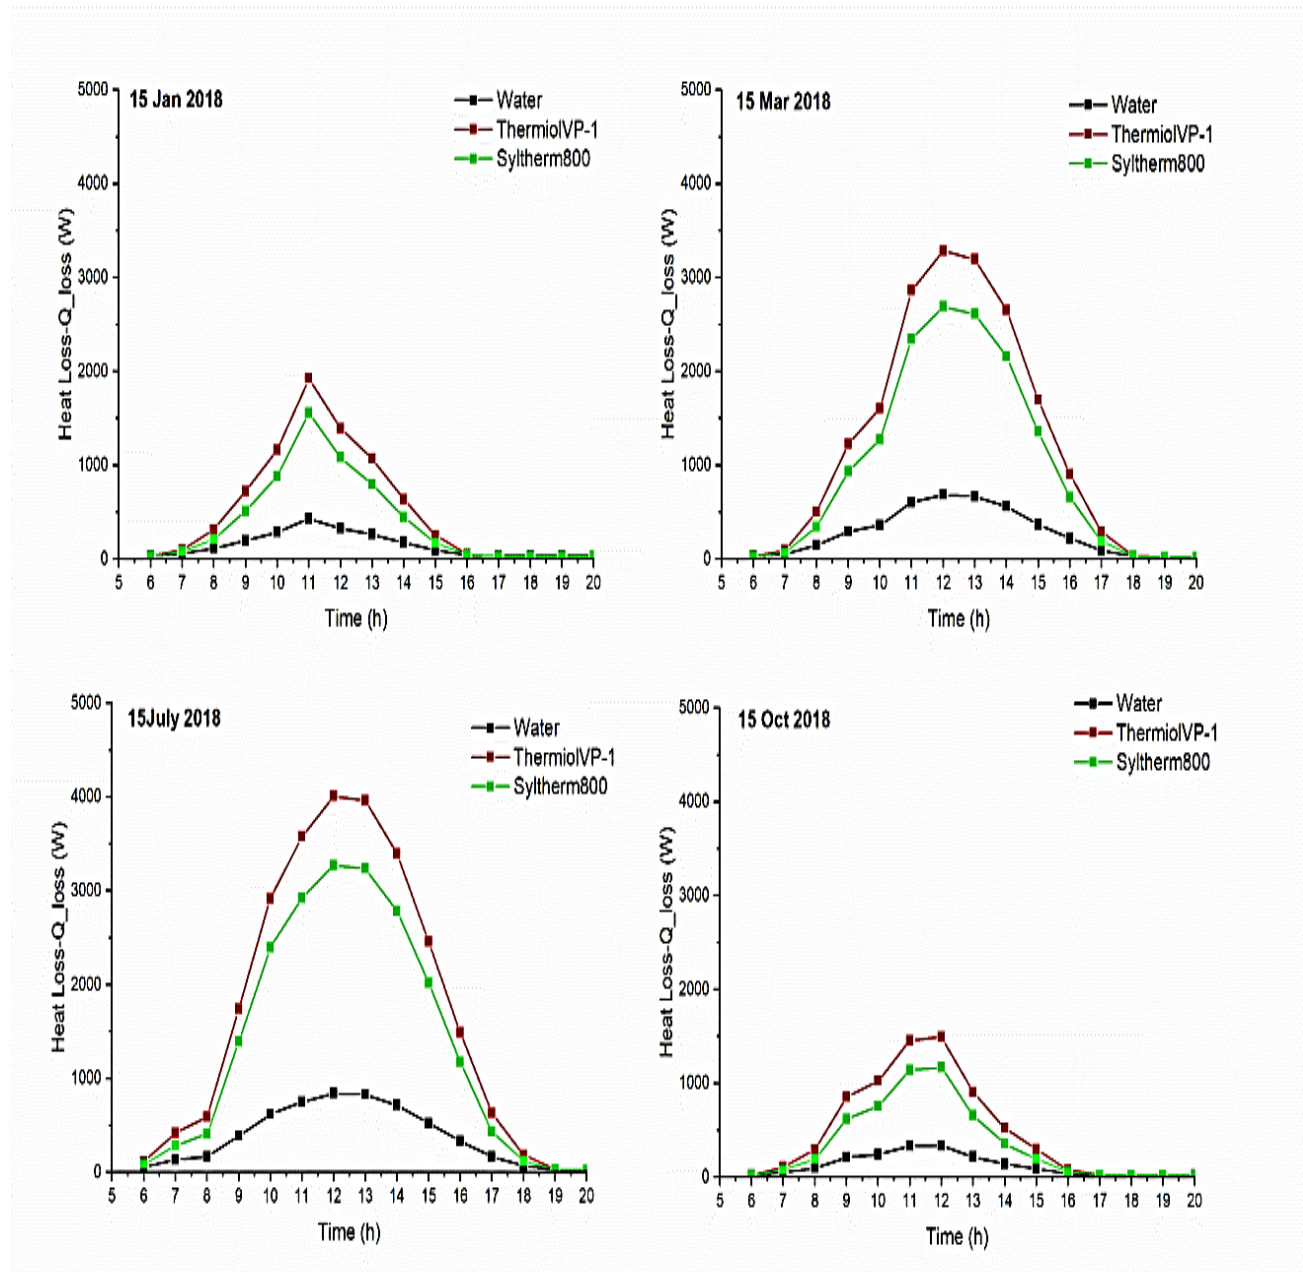 15 Jan 2018
Water
ThermiolVP-1
Syltherm800
5000
4000
3000
2000
1000
0
Heat Loss-Q_loss (W)
5 6 7 8 9 10 11 12 13 14 15 16 17 18 19 20
Time (h)
15 Mar 2018
Water
ThermiolVP-1
Syltherm800
5000
4000
3000
2000
1000
0
Heat Loss-Q_loss (W)
5 6 7 8 9 10 11 12 13 14 15 16 17 18 19 20
Time (h)
15July 2018
Water
ThermiolVP-1
Syltherm800
5000
4000
3000
2000
1000
0
Heat Loss-Q_loss (W)
5 6 7 8 9 10 11 12 13 14 15 16 17 18 19 20
Time (h)
15 Oct 2018
Water
ThermiolVP-1
Syltherm800
5000
4000
3000
2000
1000
0
Heat Loss-Q_loss (W)
5 6 7 8 9 10 11 12 13 14 15 16 17 18 19 20
Time (h)